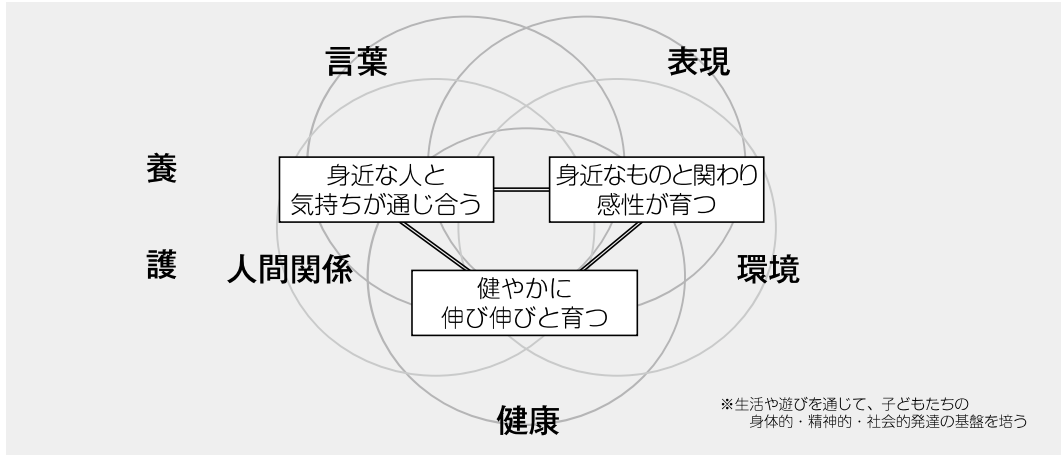 言葉
表現
養
護
身近な人と
気持ちが通じ合う
身近なものと関わり
感性が育つ
人間関係
環境
健やかに
伸び伸びと育つ
健康
※生活や遊びを通じて、子どもたちの
身体的・精神的・社会的発達の基盤を培う